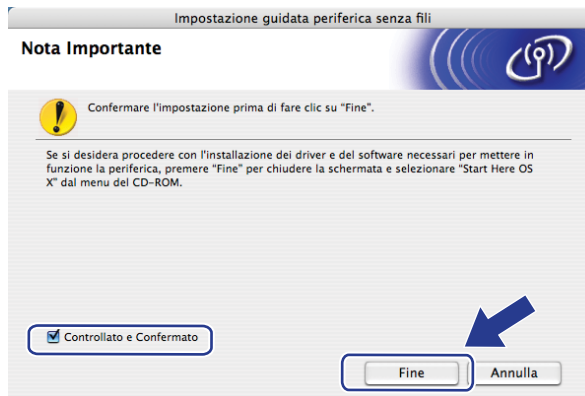 Impostazione guidata periferica senza fili
Nota Importante
Confermare l'impostazione prima di fare clic su "Fine".
Se si desidera procedere con l'installazione dei driver e del software necessari per mettere in
funzione la periferica, premere "Fine" per chiudere la schermata e selezionare "Start Here OS
X" dal menu del CD-ROM.
Controllato e Confermato
Fine
Annulla